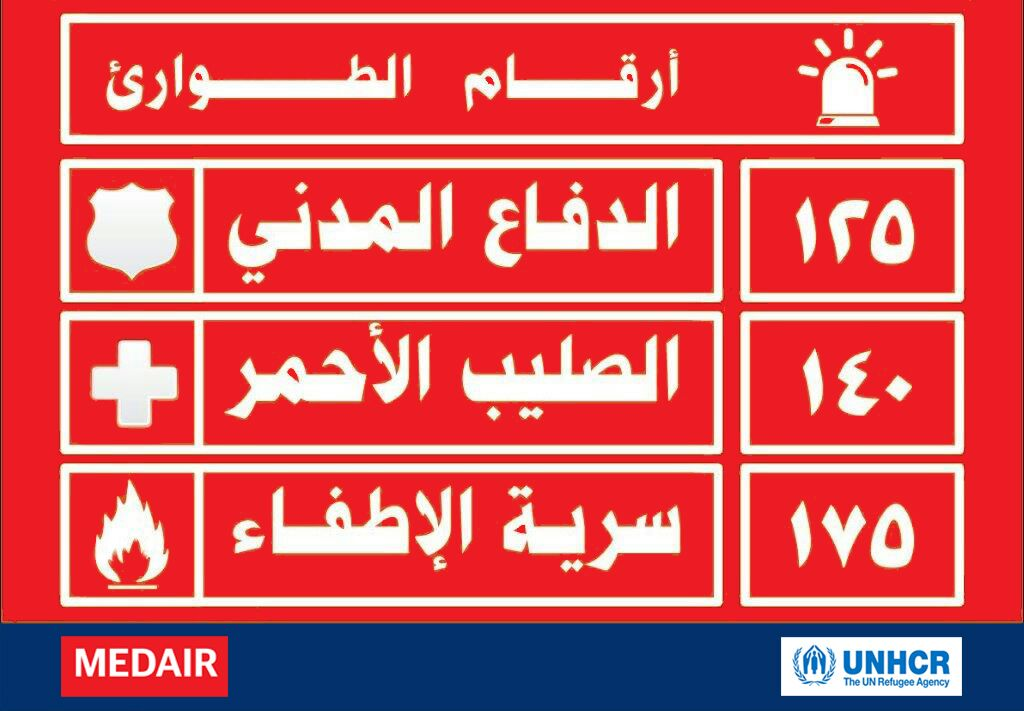 أرقام الطوارئ
١٢٥
الدفاع المدني
١٤٠
الصليب الأحمر
١٧٥
سرية الإطفاء
MEDAIR
UNHCR
The UN Refugee Agency